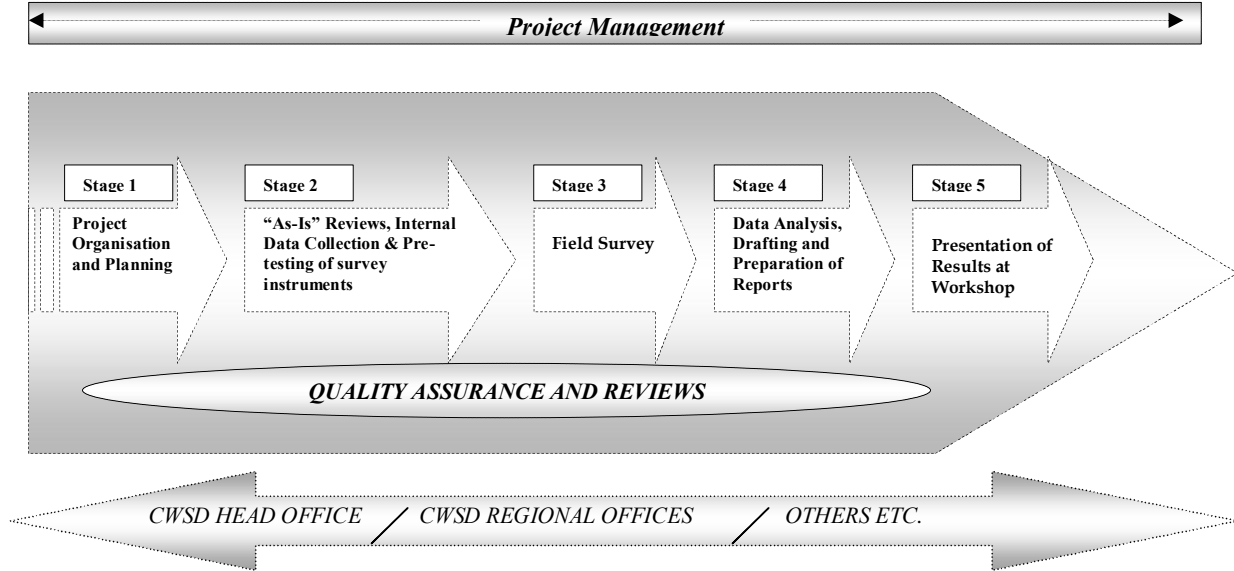 Project Management
Stage 1
Project
Organisation
and Planning
Stage 2
“As-Is” Reviews, Internal
Data Collection & Pre-
testing of survey
instruments
Stage 3
Field Survey
Stage 4
Data Analysis,
Drafting and
Preparation of
Reports
Stage 5
Presentation of
Results at
Workshop
QUALITY ASSURANCE AND REVIEWS
CWSD HEAD OFFICE / CWSD REGIONAL OFFICES / OTHERS ETC.